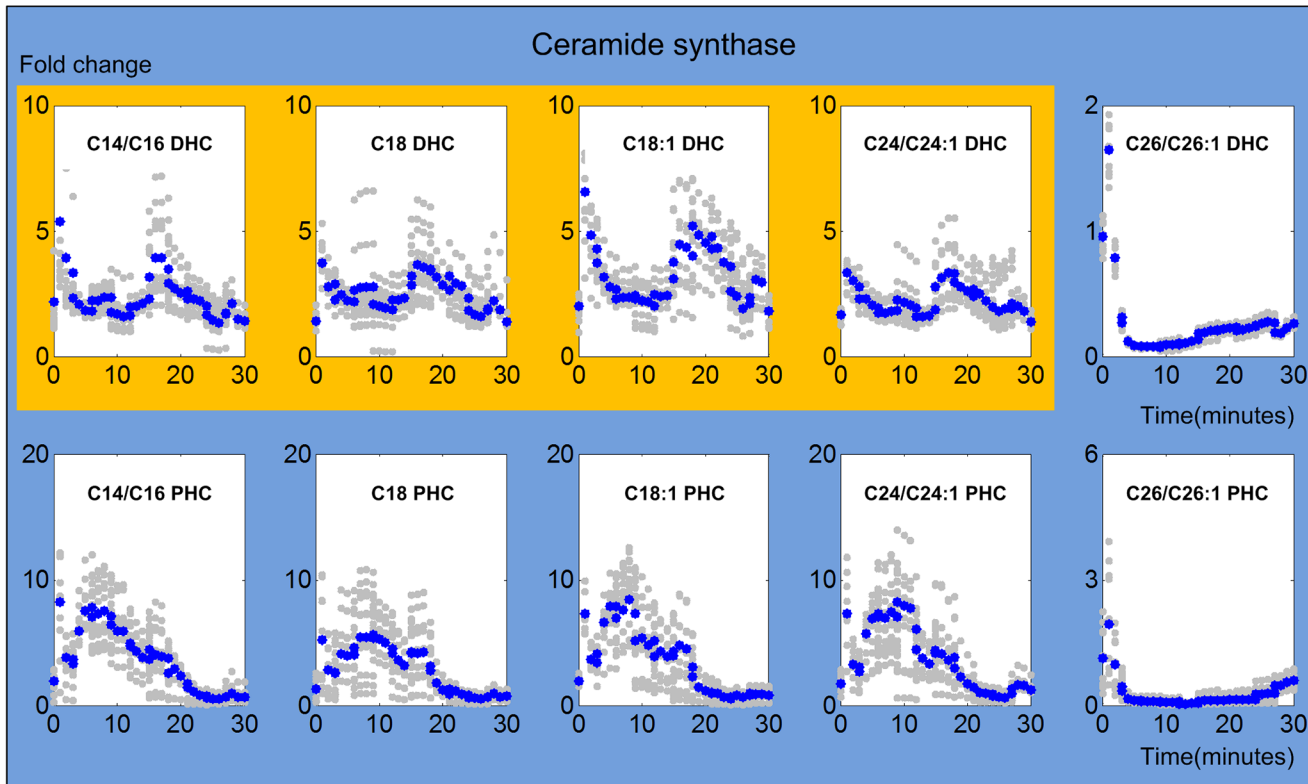 Ceramide synthase
Fold change
C14/C16 DHC
C18 DHC
C18:1 DHC
C24/C24:1 DHC
C26/C26:1 DHC
10
5
0
0 10 20 30
10
5
0
0 10 20 30
10
5
0
0 10 20 30
10
5
0
0 10 20 30
2
1
0
0 10 20 30
Time(minutes)
C14/C16 PHC
C18 PHC
C18:1 PHC
C24/C24:1 PHC
C26/C26:1 PHC
20
10
0
0 10 20 30
20
10
0
0 10 20 30
20
10
0
0 10 20 30
20
10
0
0 10 20 30
6
3
0
0 10 20 30
Time(minutes)